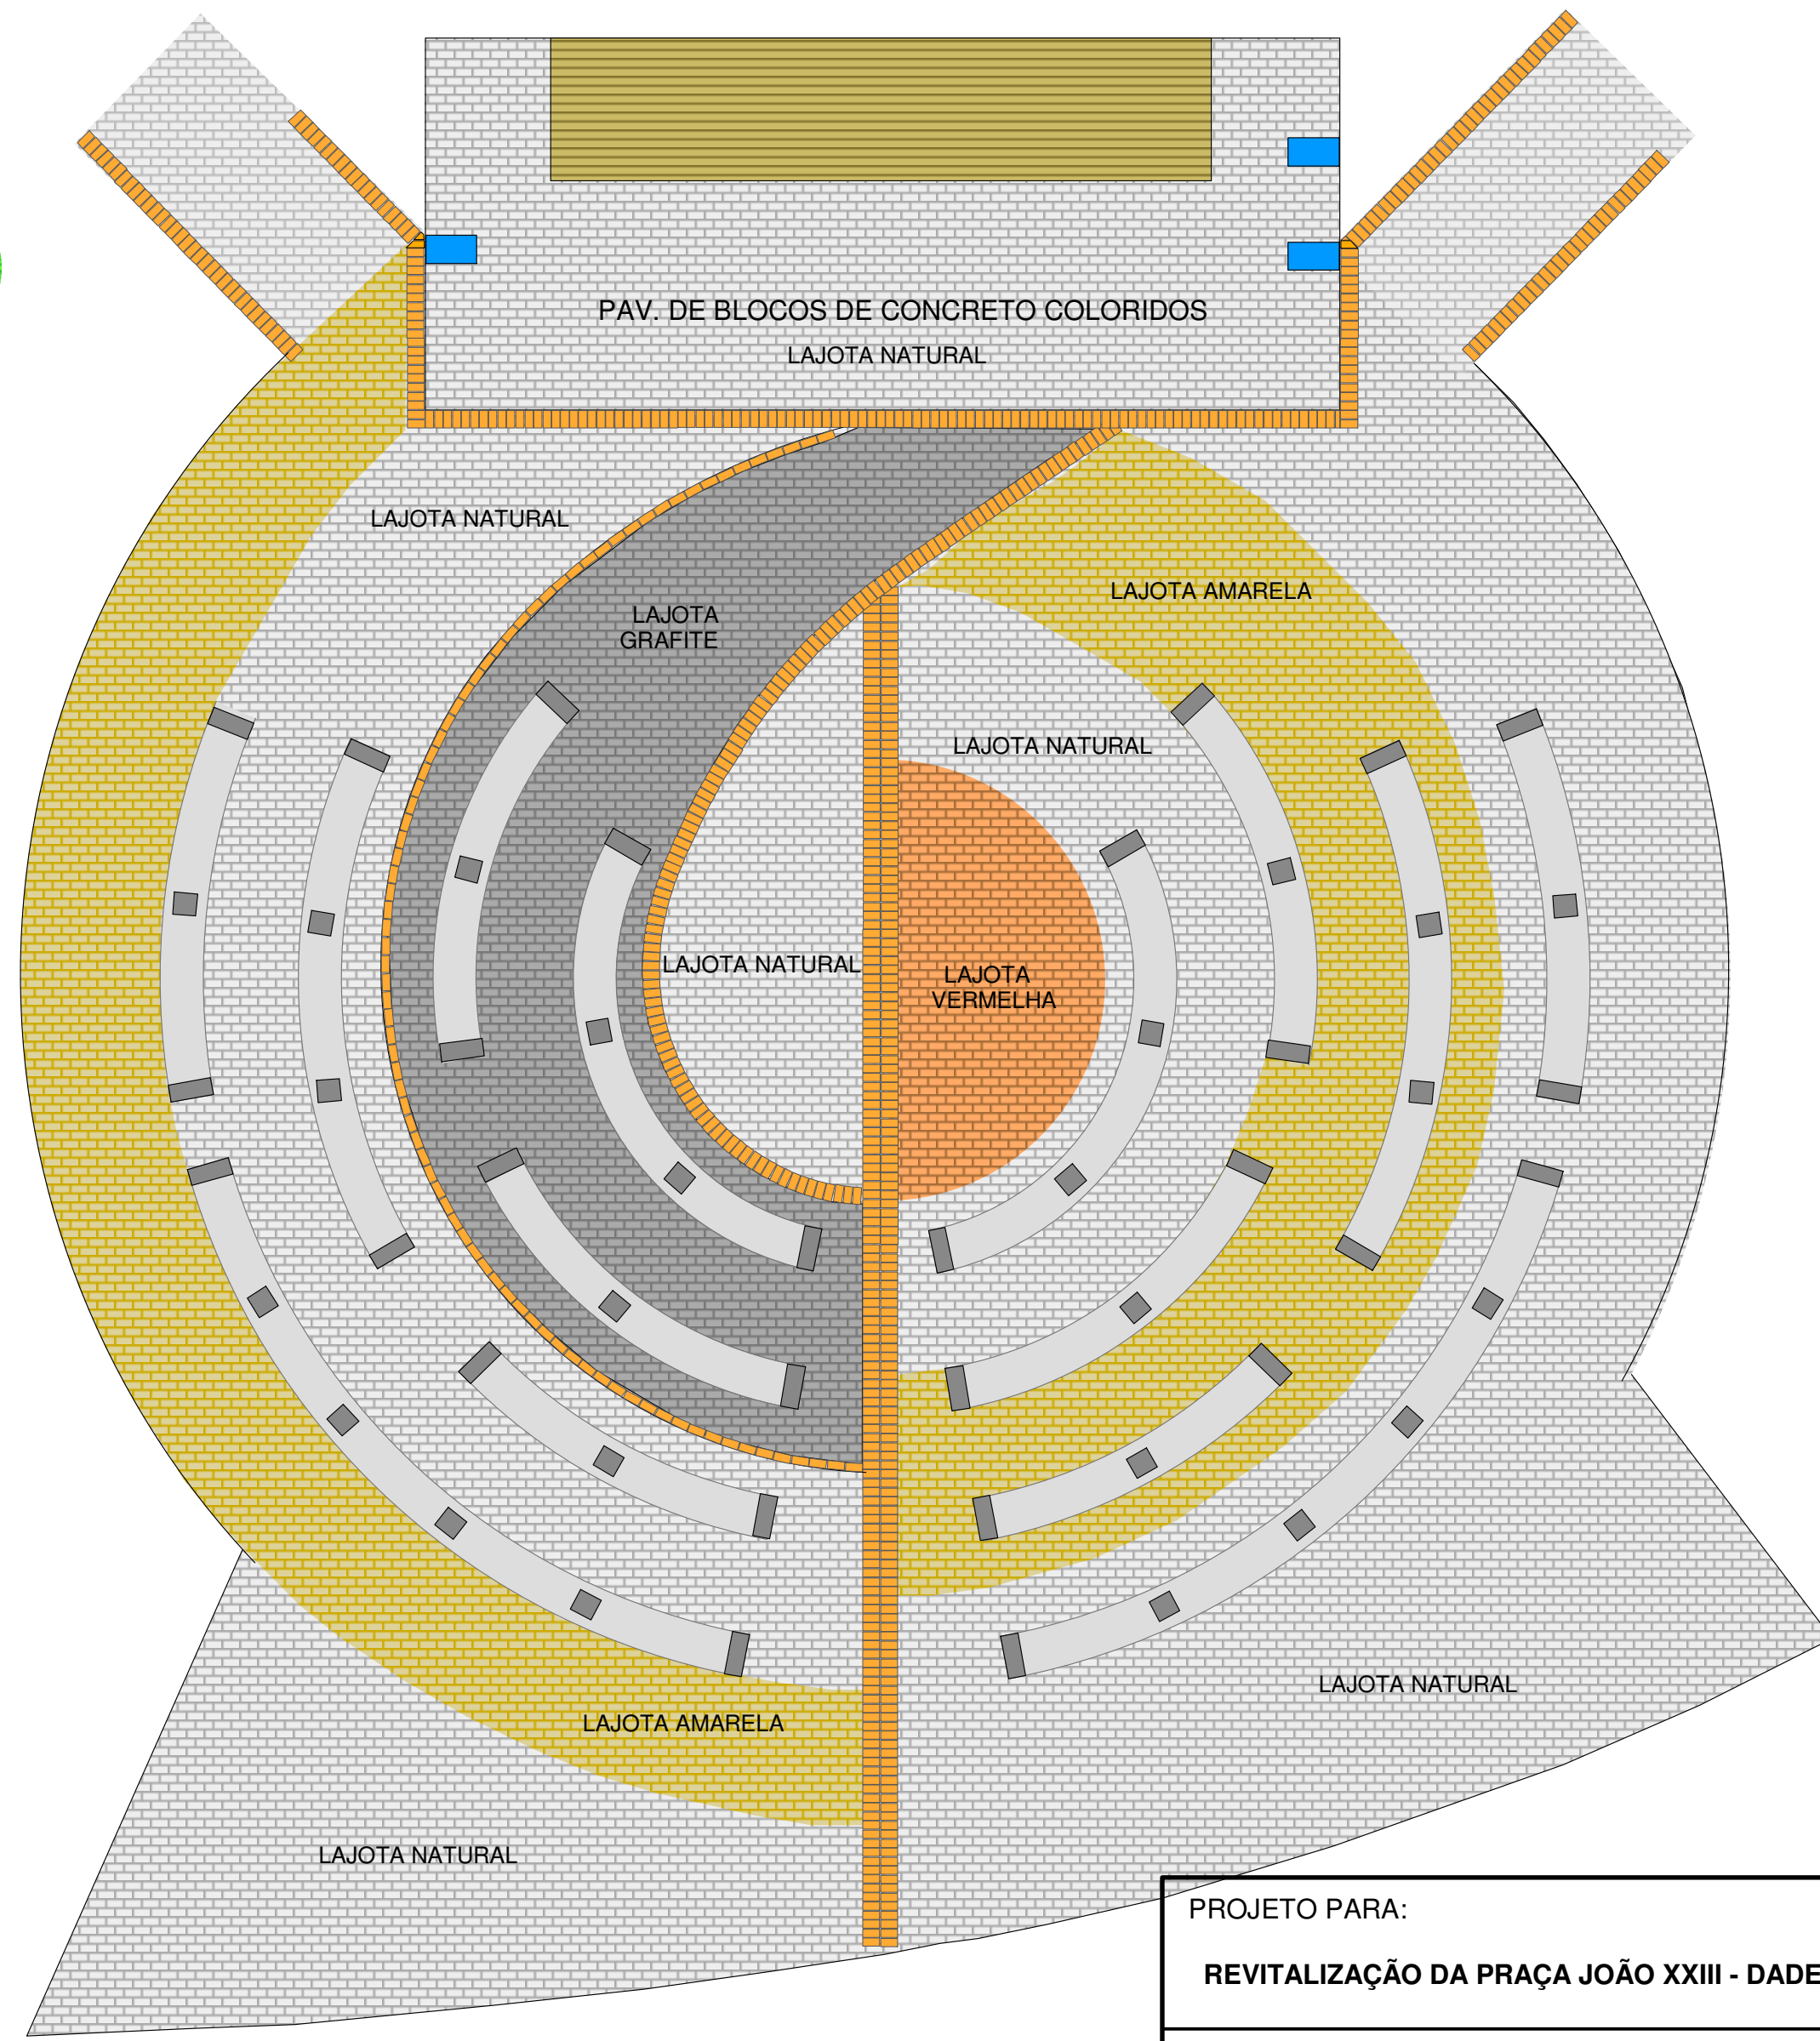 PAV. DE BLOCOS DE CONCRETO COLORIDOS
LAJOTA NATURAL
LAJOTA NATURAL
LAJOTA AMARELA
LAJOTA
GRAFITE
LAJOTA NATURAL
LAJOTA NATURAL
LAJOTA
VERMELHA
LAJOTA NATURAL
LAJOTA AMARELA
LAJOTA NATURAL
PROJETO PARA:
REVITALIZAÇÃO DA PRAÇA JOÃO XXIII - DADE